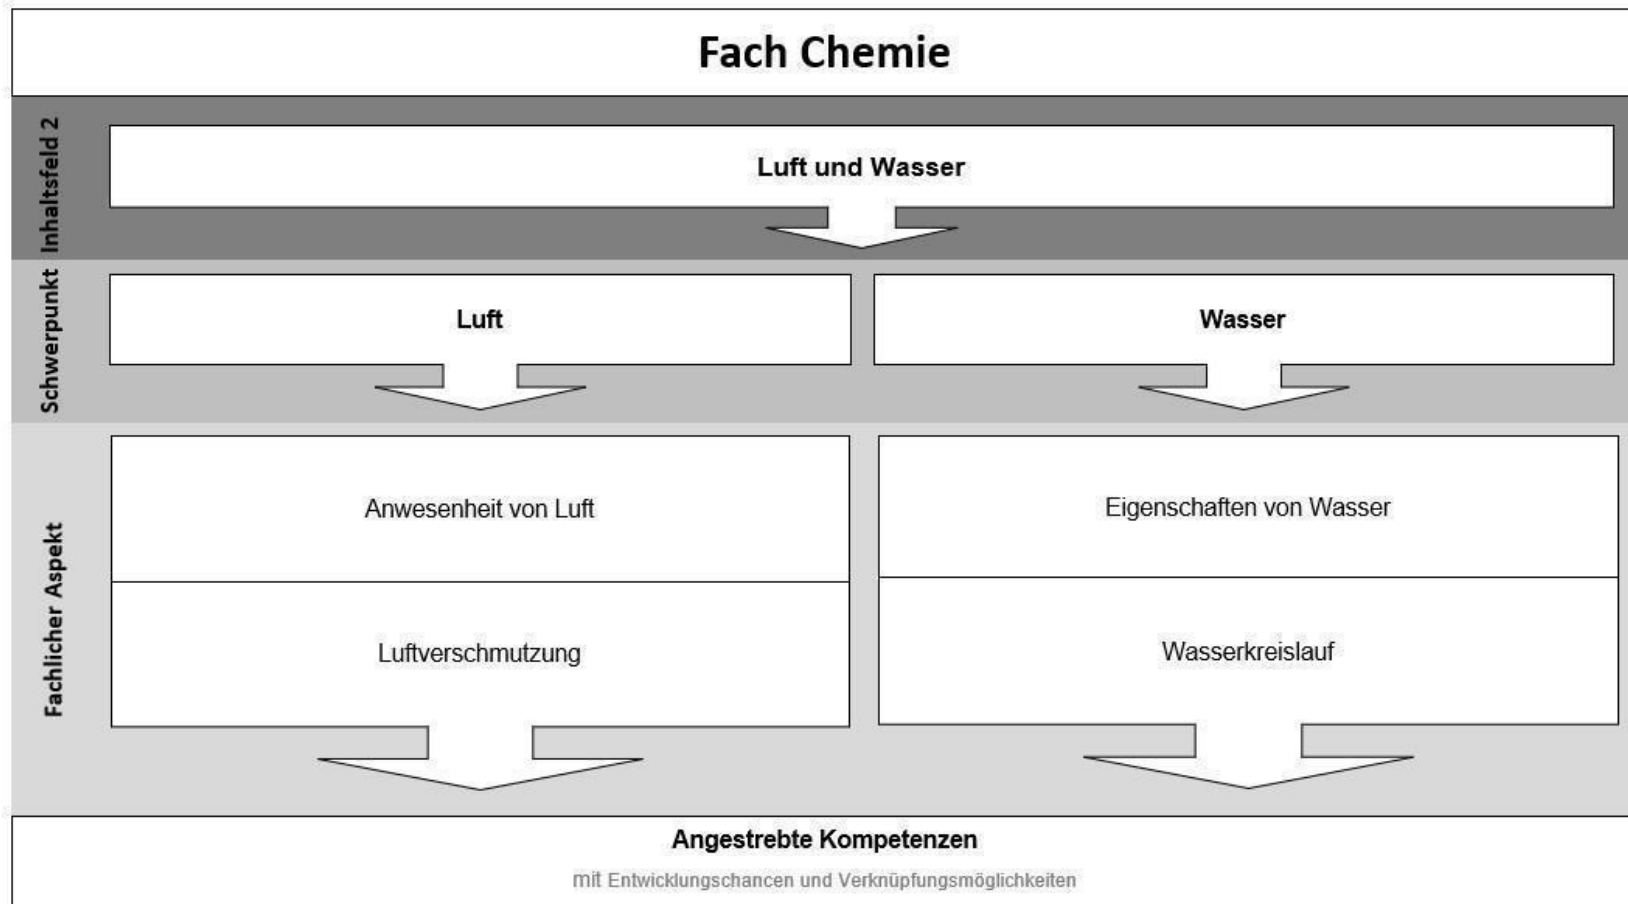 Fach Chemie
Inhaltsfeld 2
Luft und Wasser
Schwerpunkt
Luft
Wasser
Fachlicher Aspekt
Anwesenheit von Luft
Eigenschaften von Wasser
Luftverschmutzung
Wasserkreislauf
Angestrebte Kompetenzen
mit Entwicklungschancen und Verknüpfungsmöglichkeiten